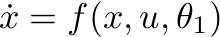 ẋ = f(x, u, θ₁)